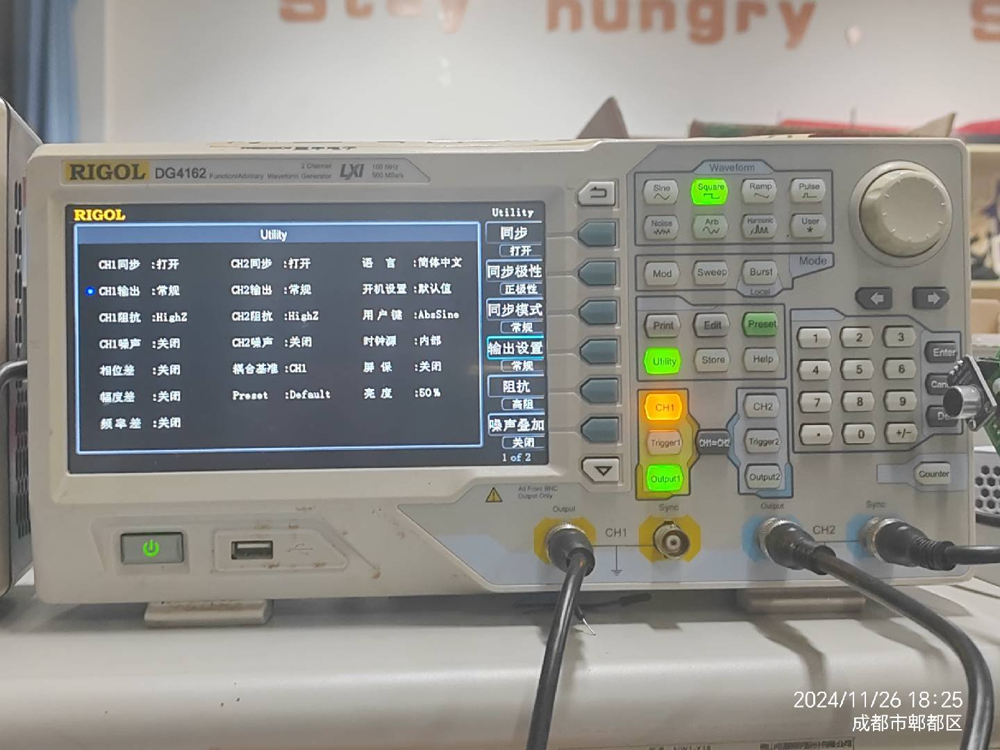 Stay hungry
RIGOL DG4162 Function/Arbitrary Waveform Generator
2 Channel
LXI
160 MHz
500 MSa/s
RIGOL
Utility
Utility
CH1同步 :打开
CH2同步 :打开
语 言 :简体中文
CH1输出 :常规
CH2输出 :常规
开机设置 :默认值
CH1阻抗 :HighZ
CH2阻抗 :HighZ
用户键 :AbsSine
CH1噪声 :关闭
CH2噪声 :关闭
时钟源 :内部
相位差 :关闭
耦合基准 :CH1
屏 保 :关闭
幅度差 :关闭
Preset :Default
亮 度 :50%
频率差 :关闭
同步
打开
同步极性
正极性
同步模式
常规
输出设置
常规
阻抗
高阻
噪声叠加
关闭
1 of 2
Waveform
Sine Square Ramp Pulse
Noise Arb Harmonic User
Mod Sweep Burst Mode
Local
Print Edit Preset
Utility Store Help
CH1 CH2
Trigger1 CH1⇌CH2 Trigger2
Output1 Output2
1 2 3 Enter
4 5 6
7 8 9
. 0 +/-
Counter
All Front BNC
Output Only
Output Sync Output Sync
CH1 CH2
2024/11/26 18:25
成都市郫都区